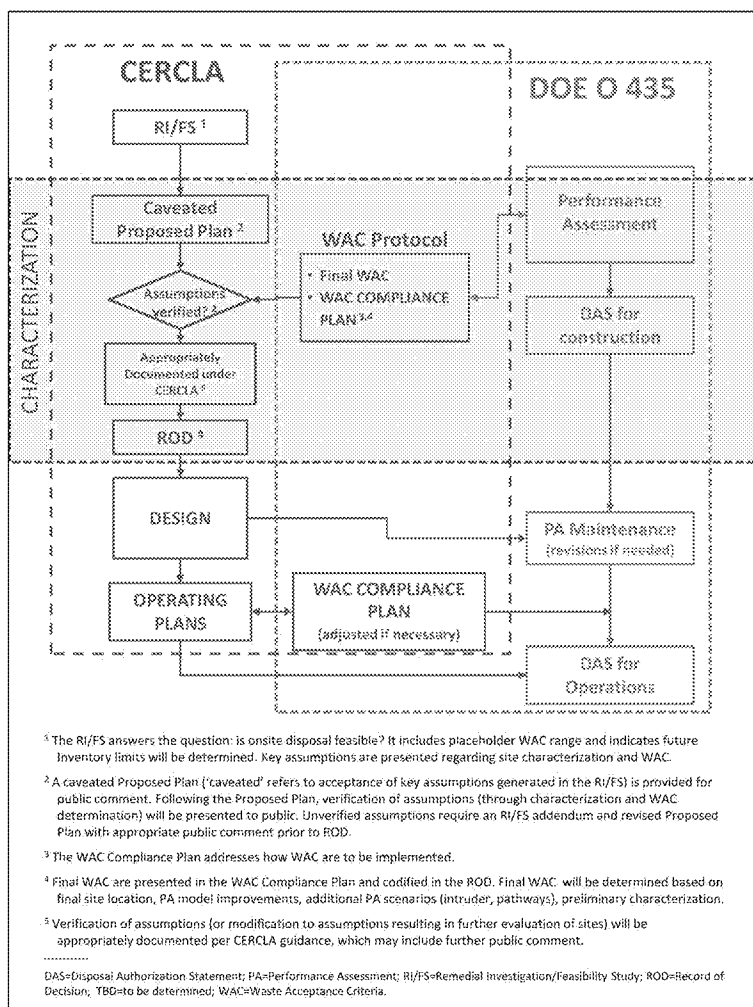 CERCLA
DOE O 435
RI/FS 1
CHARACTERIZATION
Caveated
Proposed Plan 2
WAC Protocol
• Final WAC
• WAC COMPLIANCE
PLAN 3,4
Performance
Assessment
Assumptions
verified? 2
DAS for
construction
Appropriately
Documented under
CERCLA 5
ROD 4
DESIGN
PA Maintenance
(revisions if needed)
OPERATING
PLANS
WAC COMPLIANCE
PLAN
(adjusted if necessary)
DAS for
Operations
1 The RI/FS answers the question: is onsite disposal feasible? It includes placeholder WAC range and indicates future
Inventory limits will be determined. Key assumptions are presented regarding site characterization and WAC.
2 A caveated Proposed Plan ('caveated' refers to acceptance of key assumptions generated in the RI/FS) is provided for
public comment. Following the Proposed Plan, verification of assumptions (through characterization and WAC
determination) will be presented to public. Unverified assumptions require an RI/FS addendum and revised Proposed
Plan with appropriate public comment prior to ROD.
3 The WAC Compliance Plan addresses how WAC are to be implemented.
4 Final WAC are presented in the WAC Compliance Plan and codified in the ROD. Final WAC will be determined based on
final site location, PA model improvements, additional PA scenarios (intruder, pathways), preliminary characterization.
5 Verification of assumptions (or modification to assumptions resulting in further evaluation of sites) will be
appropriately documented per CERCLA guidance, which may include further public comment.
DAS=Disposal Authorization Statement; PA=Performance Assessment; RI/FS=Remedial Investigation/Feasibility Study; ROD=Record of
Decision; TBD=to be determined; WAC=Waste Acceptance Criteria.